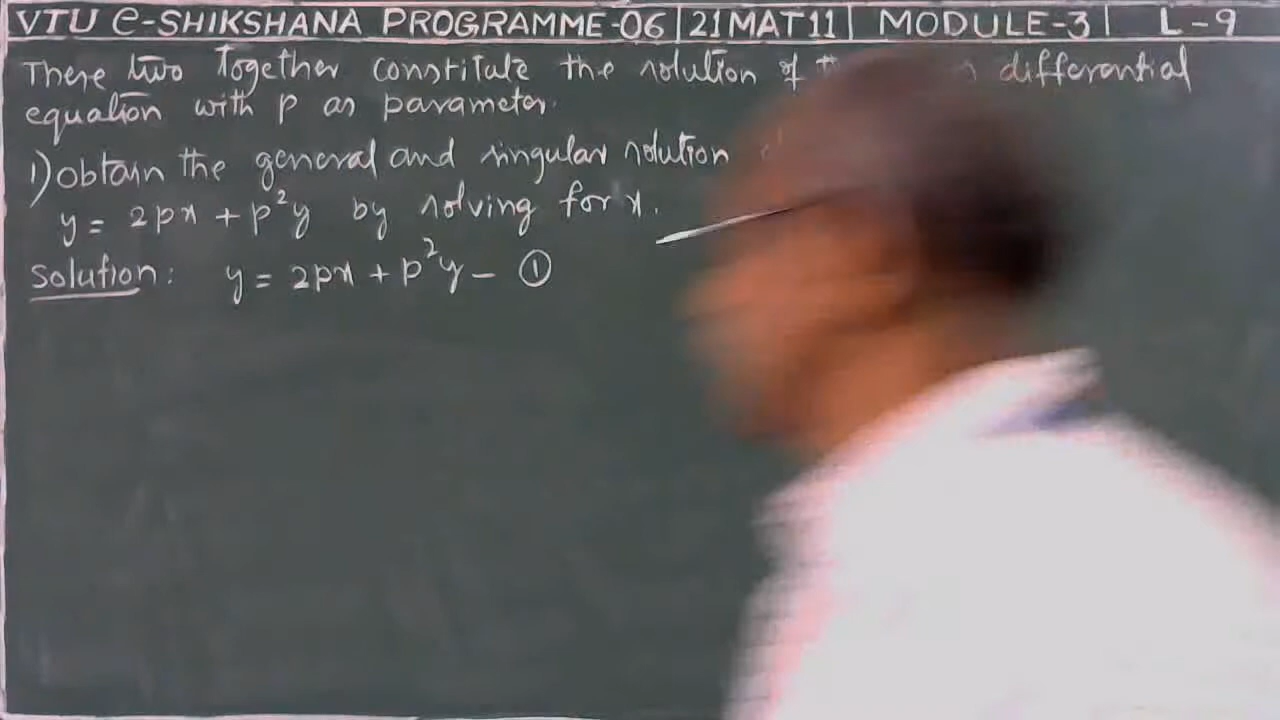 VTU e-SHIKSHANA PROGRAMME-06 | 21MAT11 | MODULE-3 | L-9
These two together constitute the solution of differential
equation with p as parameter.
1) obtain the general and singular solution
y = 2px + p²y by solving for x.
Solution: y = 2px + p²y - ①